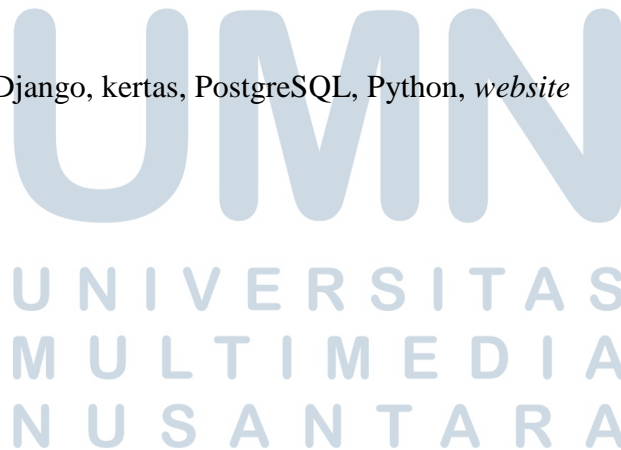 UMN
Django, kertas, PostgreSQL, Python, website
UNIVERSITAS
MULTIMEDIA
NUSANTARA